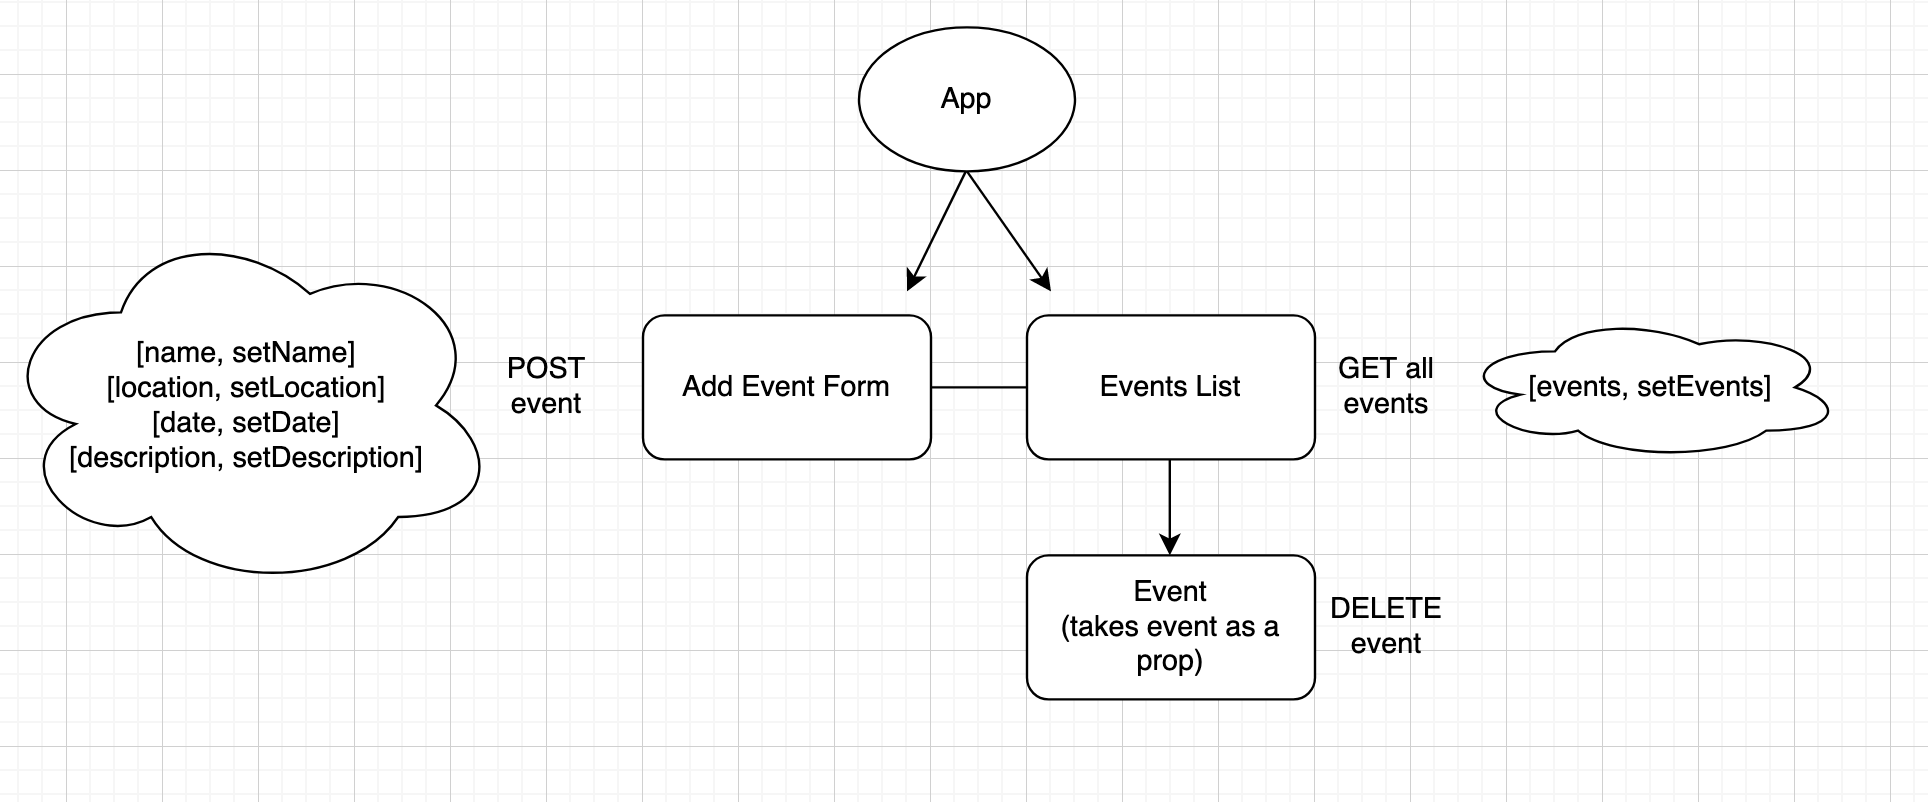 App
[name, setName]
[location, setLocation]
[date, setDate]
[description, setDescription]
POST
event
Add Event Form
Events List
GET all
events
[events, setEvents]
Event
(takes event as a
prop)
DELETE
event